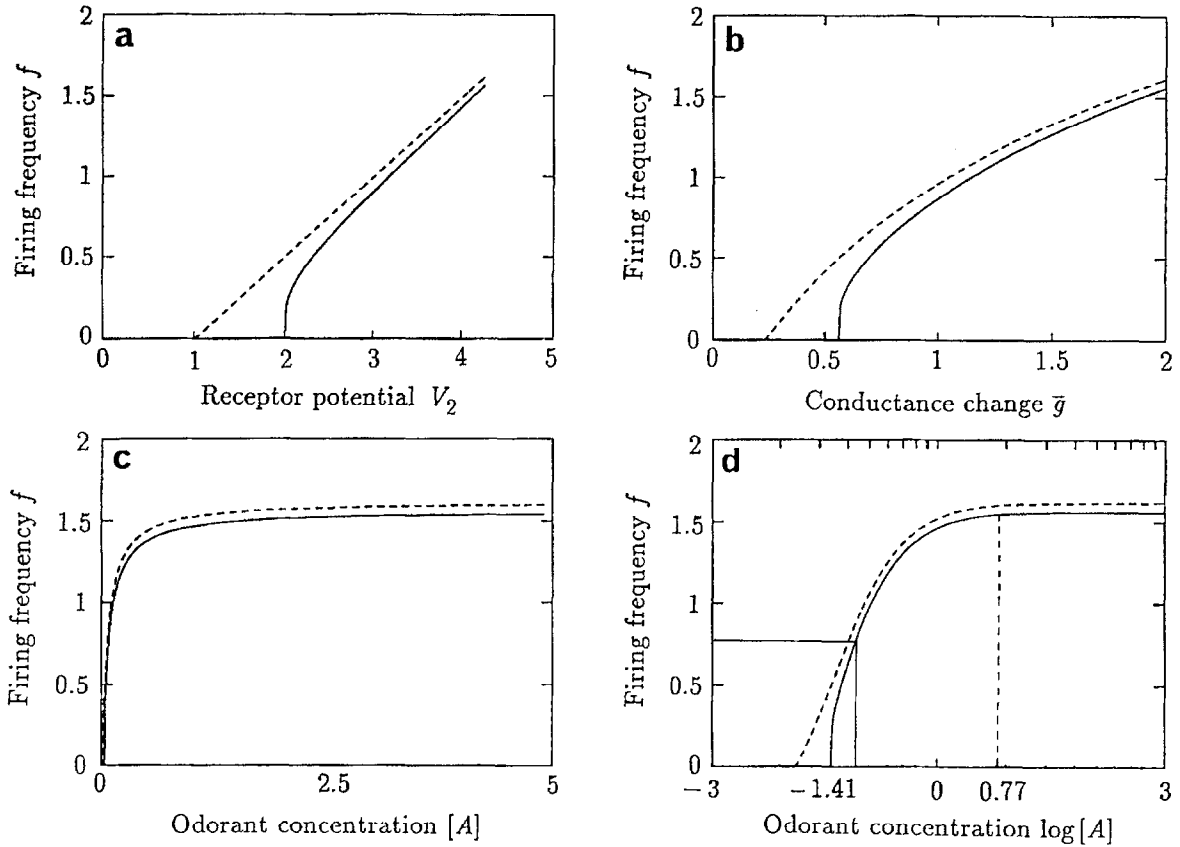 a
2
1.5
1
0.5
0
0 1 2 3 4 5
Firing frequency f
Receptor potential V₂
b
2
1.5
1
0.5
0
0 0.5 1 1.5 2
Firing frequency f
Conductance change g̅
c
2
1.5
1
0.5
0
0 2.5 5
Firing frequency f
Odorant concentration [A]
d
2
1.5
1
0.5
0
−3 −1.41 0 0.77 3
Firing frequency f
Odorant concentration log[A]